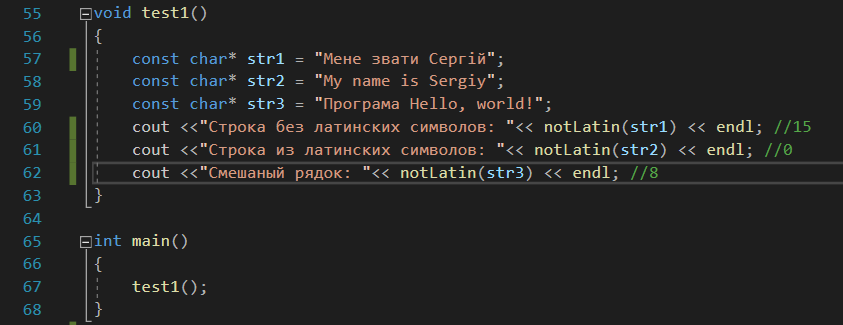 55 void test1()
56 {
57 const char* str1 = "Мене звати Сергій";
58 const char* str2 = "My name is Sergiy";
59 const char* str3 = "Програма Hello, world!";
60 cout <<"Строка без латинских символов: "<< notLatin(str1) << endl; //15
61 cout <<"Строка из латинских символов: "<< notLatin(str2) << endl; //0
62 cout <<"Смешаный рядок: "<< notLatin(str3) << endl; //8
63 }
64
65 int main()
66 {
67 test1();
68 }